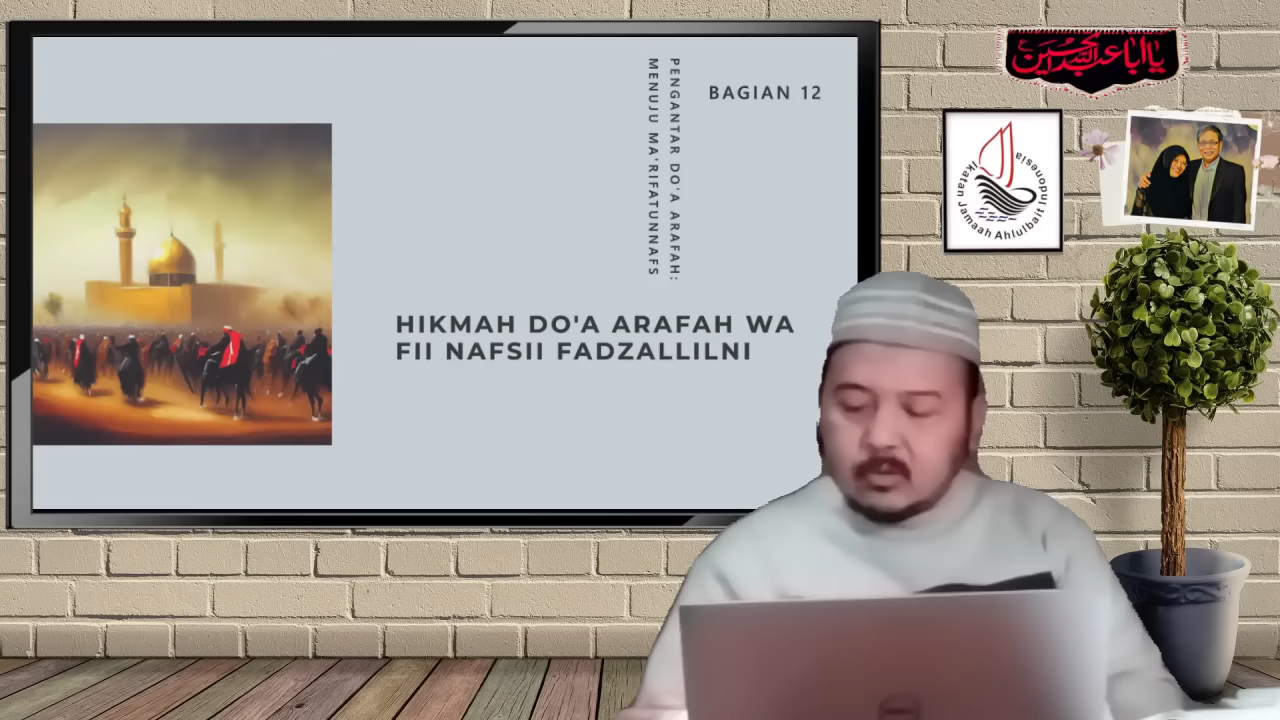 BAGIAN 12
PENGANTAR DO'A ARAFAH:
MENUJU MA'RIFATUNNAFS
HIKMAH DO'A ARAFAH WA
FII NAFSII FADZALLILNI
يا اباعبدالله الحسين
Ikatan Jamaah Ahlulbait Indonesia